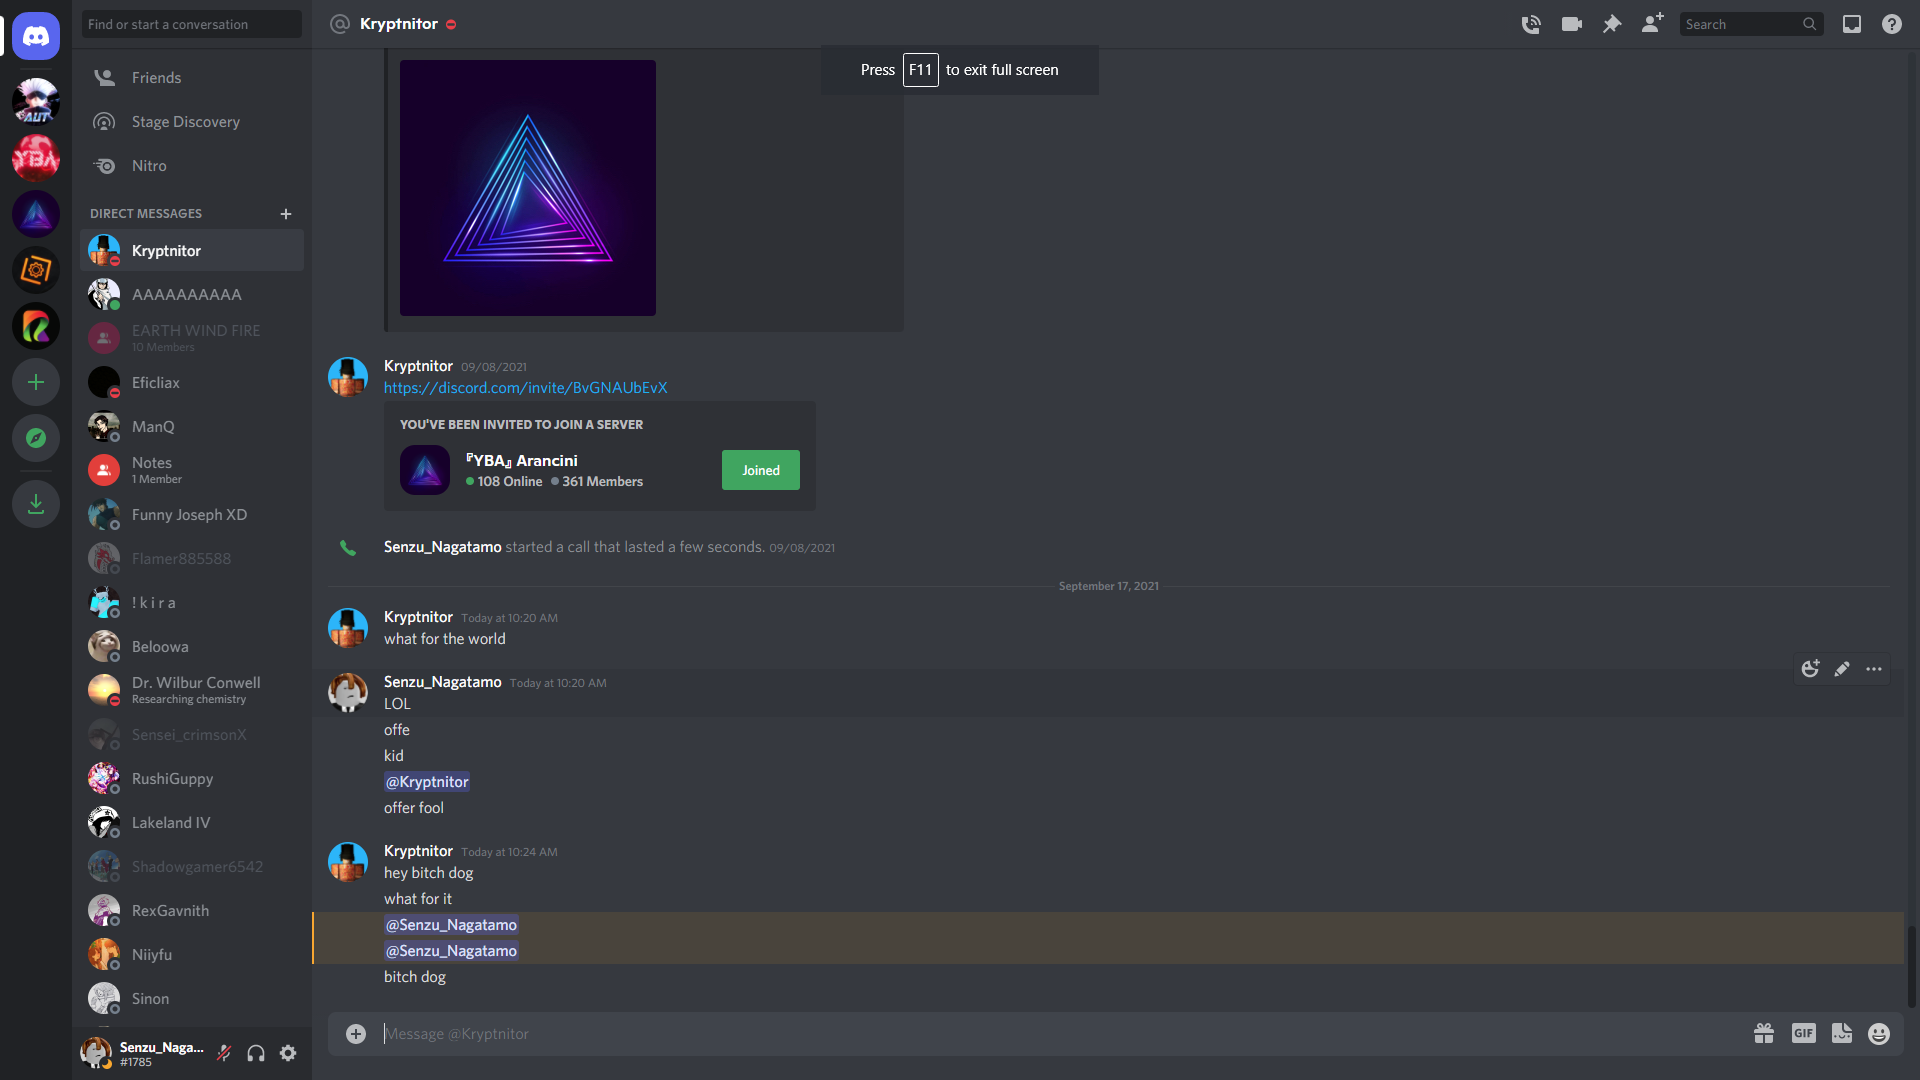 Find or start a conversation
Friends
Stage Discovery
Nitro
DIRECT MESSAGES
Kryptnitor
AAAAAAAAAA
EARTH WIND FIRE
10 Members
Eficliax
ManQ
Notes
1 Member
Funny Joseph XD
Flamer885588
! k i r a
Beloowa
Dr. Wilbur Conwell
Researching chemistry
Sensei_crimsonX
RushiGuppy
Lakeland IV
Shadowgamer6542
RexGavnith
Niiyfu
Sinon
Senzu_Naga...
#1785
AUT
YBA
Kryptnitor
Search
Press F11 to exit full screen
Kryptnitor 09/08/2021
https://discord.com/invite/BvGNAUbEvX
YOU'VE BEEN INVITED TO JOIN A SERVER
『YBA』 Arancini
108 Online 361 Members
Joined
Senzu_Nagatamo started a call that lasted a few seconds. 09/08/2021
September 17, 2021
Kryptnitor Today at 10:20 AM
what for the world
Senzu_Nagatamo Today at 10:20 AM
LOL
offe
kid
@Kryptnitor
offer fool
Kryptnitor Today at 10:24 AM
hey bitch dog
what for it
@Senzu_Nagatamo
@Senzu_Nagatamo
bitch dog
Message @Kryptnitor
GIF